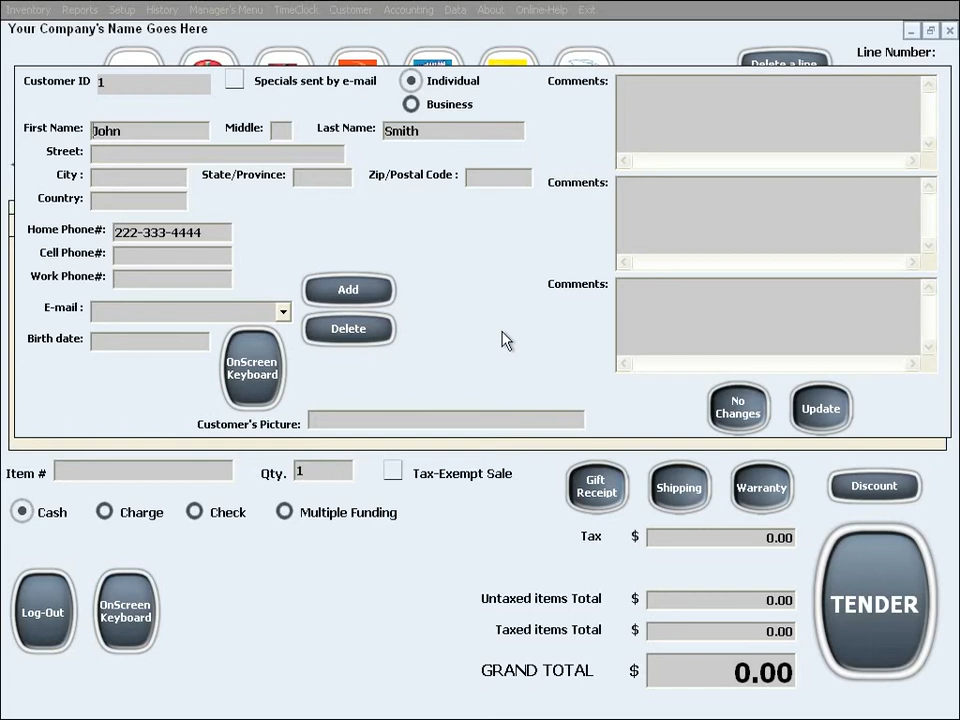 Inventory Reports Setup History Manager's Menu TimeClock Customer Accounting Data About Online-Help Exit
Your Company's Name Goes Here
Delete a line
Line Number:
Customer ID 1
Specials sent by e-mail
Individual
Business
Comments:
First Name: John
Middle:
Last Name: Smith
Street:
City :
State/Province:
Zip/Postal Code :
Comments:
Country:
Home Phone#: 222-333-4444
Cell Phone#:
Work Phone#:
Comments:
E-mail :
Add
Delete
Birth date:
OnScreen
Keyboard
Customer's Picture:
No
Changes
Update
Item #
Qty. 1
Tax-Exempt Sale
Gift
Receipt
Shipping
Warranty
Discount
Cash
Charge
Check
Multiple Funding
Tax $ 0.00
Log-Out
OnScreen
Keyboard
Untaxed items Total $ 0.00
Taxed items Total $ 0.00
GRAND TOTAL $ 0.00
TENDER